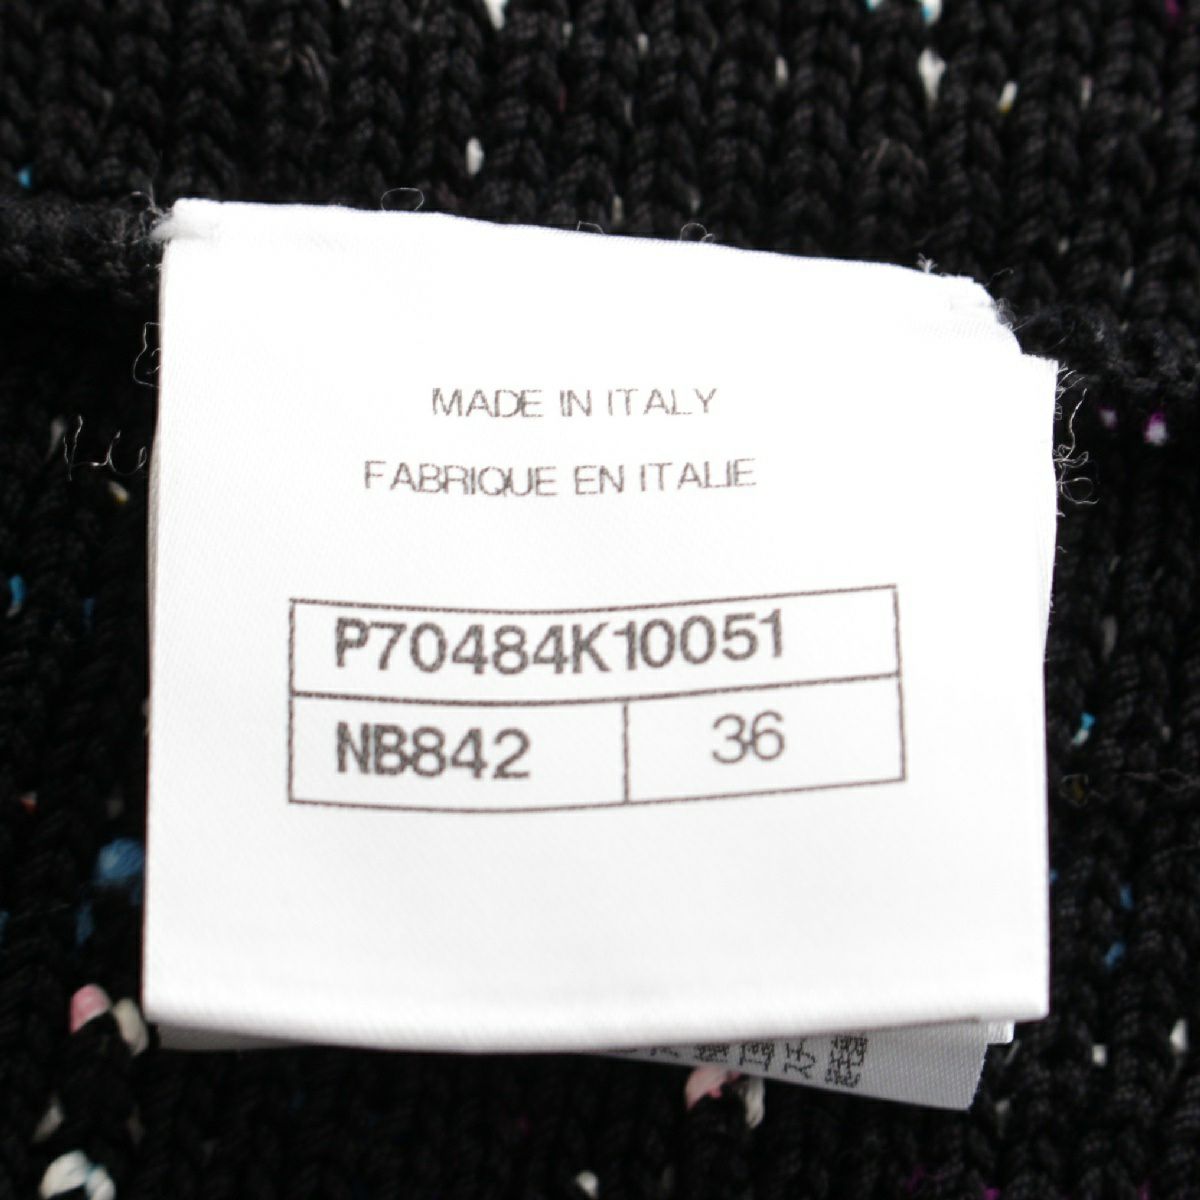 MADE IN ITALY
FABRIQUE EN ITALIE
P70484K10051
NB842
36